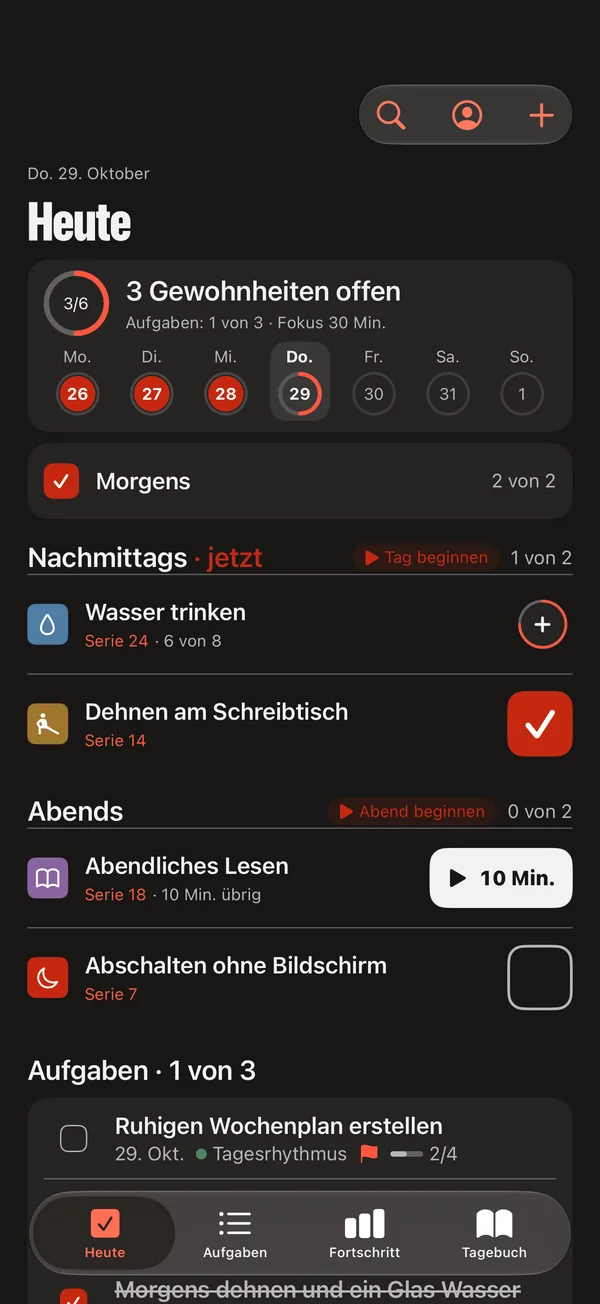 Do. 29. Oktober
Heute
3/6
3 Gewohnheiten offen
Aufgaben: 1 von 3 · Fokus 30 Min.
Mo. Di. Mi. Do. Fr. Sa. So.
26 27 28 29 30 31 1
Morgens 2 von 2
Nachmittags · jetzt Tag beginnen 1 von 2
Wasser trinken
Serie 24 · 6 von 8
Dehnen am Schreibtisch
Serie 14
Abends Abend beginnen 0 von 2
Abendliches Lesen
Serie 18 · 10 Min. übrig
10 Min.
Abschalten ohne Bildschirm
Serie 7
Aufgaben · 1 von 3
Ruhigen Wochenplan erstellen
29. Okt. Tagesrhythmus 2/4
Heute Aufgaben Fortschritt Tagebuch
Morgens dehnen und ein Glas Wasser